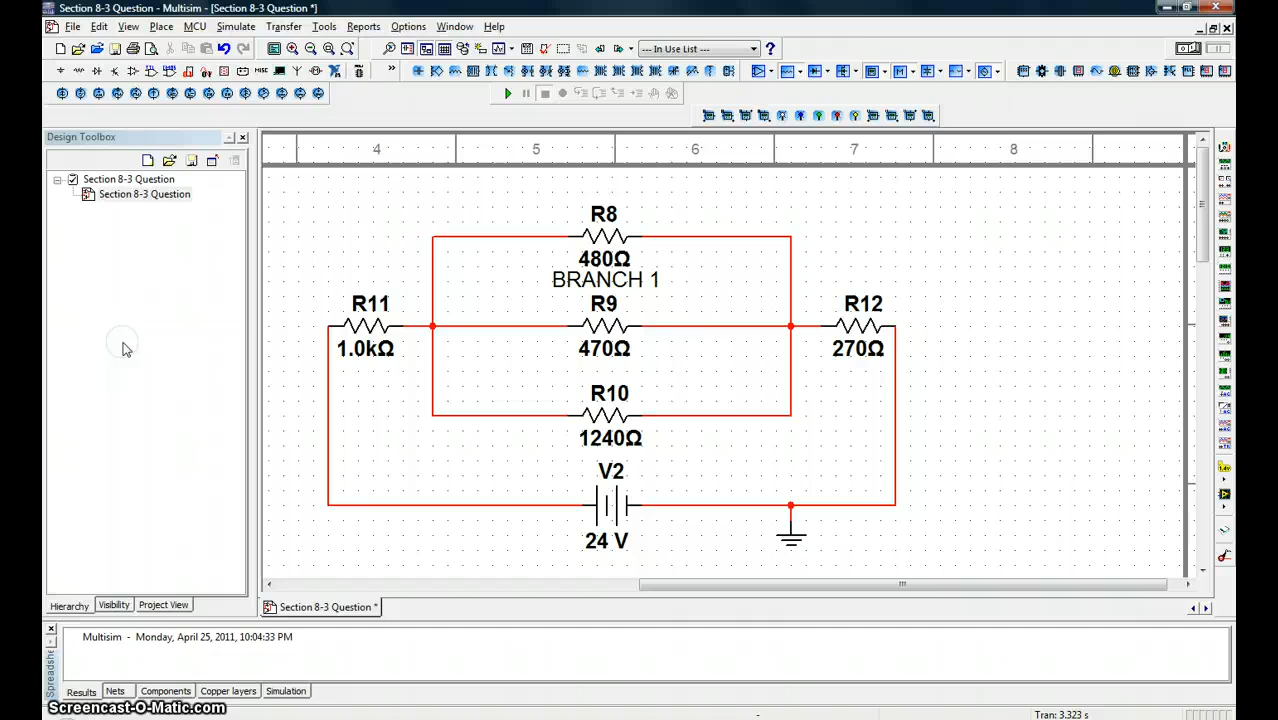 Section 8-3 Question - Multisim - [Section 8-3 Question *]
File Edit View Place MCU Simulate Transfer Tools Reports Options Window Help
--- In Use List ---
Design Toolbox
Section 8-3 Question
Section 8-3 Question
4 5 6 7 8
R8
480Ω
BRANCH 1
R11 R9 R12
1.0kΩ 470Ω 270Ω
R10
1240Ω
V2
24 V
Hierarchy Visibility Project View
Section 8-3 Question *
Multisim - Monday, April 25, 2011, 10:04:33 PM
Results Nets Components Copper layers Simulation
Screencast-O-Matic.com
Tran: 3.323 s